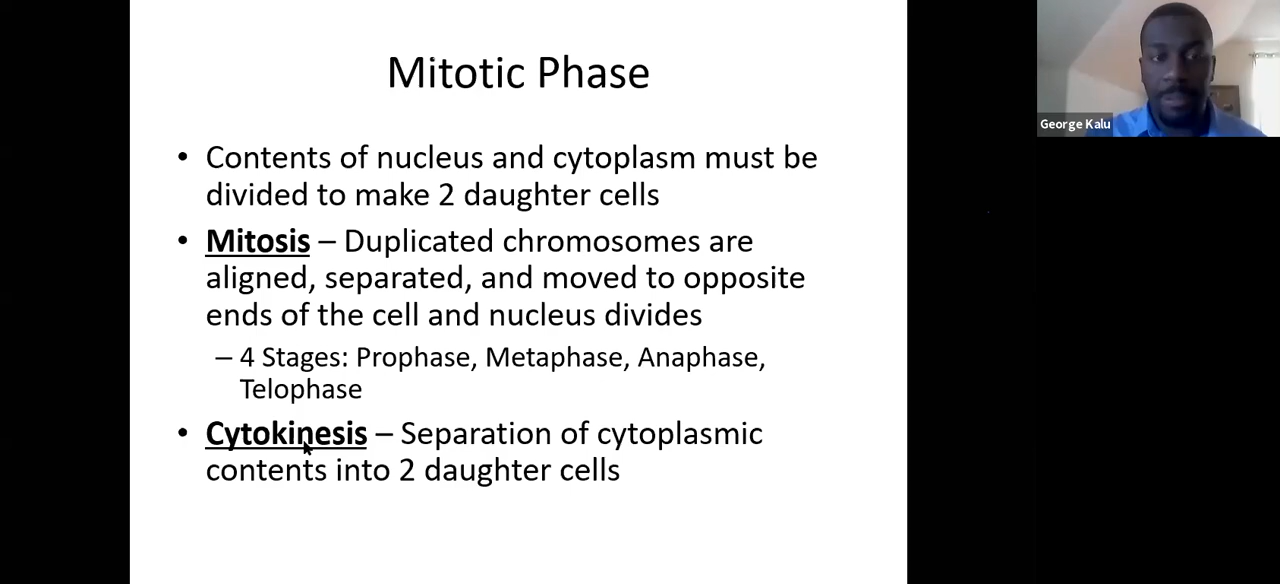 Mitotic Phase
• Contents of nucleus and cytoplasm must be
divided to make 2 daughter cells
• Mitosis – Duplicated chromosomes are
aligned, separated, and moved to opposite
ends of the cell and nucleus divides
– 4 Stages: Prophase, Metaphase, Anaphase,
Telophase
• Cytokinesis – Separation of cytoplasmic
contents into 2 daughter cells
George Kalu